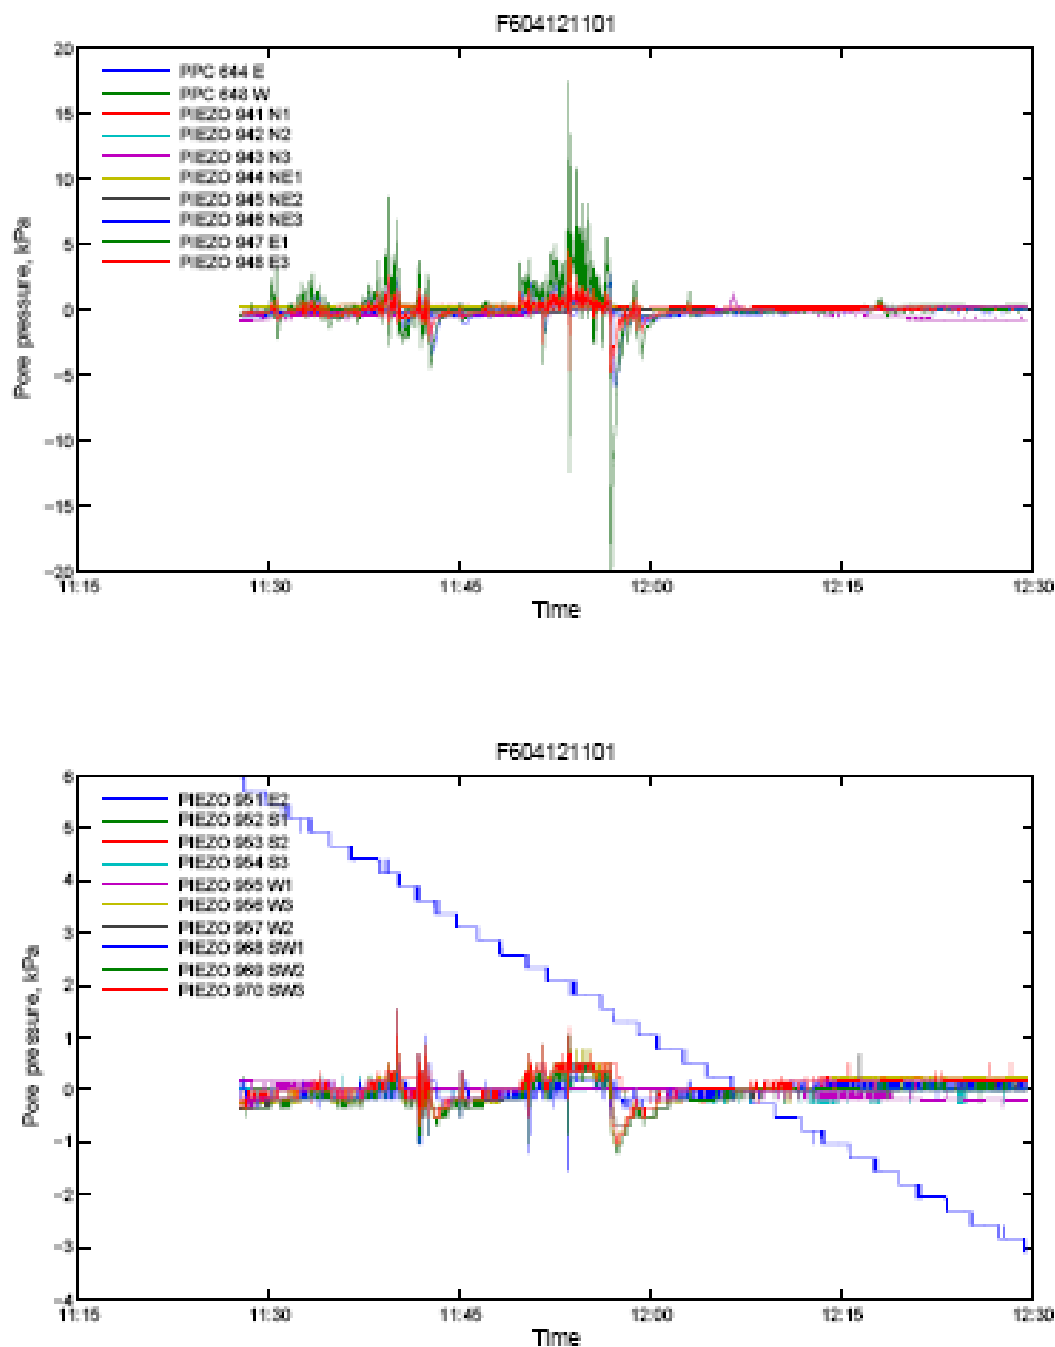 F604121101
20
15
10
5
0
−5
−10
−15
−20
Pore pressure, kPa
PPC 644 E
PPC 648 W
PIEZO 941 N1
PIEZO 942 N2
PIEZO 943 N3
PIEZO 944 NE1
PIEZO 945 NE2
PIEZO 946 NE3
PIEZO 947 E1
PIEZO 948 E3
11:15 11:30 11:45 12:00 12:15 12:30
Time
F604121101
6
5
4
3
2
1
0
−1
−2
−3
−4
Pore pressure, kPa
PIEZO 951 E2
PIEZO 952 S1
PIEZO 953 S2
PIEZO 954 S3
PIEZO 955 W1
PIEZO 956 W3
PIEZO 957 W2
PIEZO 968 SW1
PIEZO 969 SW2
PIEZO 970 SW3
11:15 11:30 11:45 12:00 12:15 12:30
Time